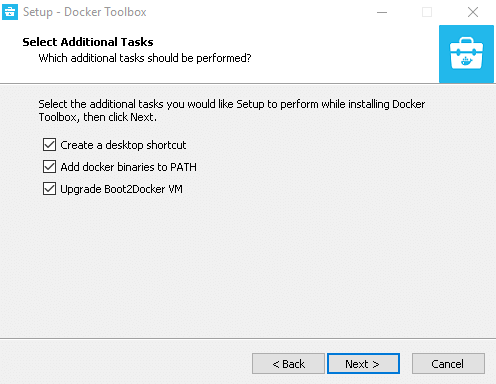 Setup - Docker Toolbox
Select Additional Tasks
Which additional tasks should be performed?
Select the additional tasks you would like Setup to perform while installing Docker
Toolbox, then click Next.
Create a desktop shortcut
Add docker binaries to PATH
Upgrade Boot2Docker VM
< Back
Next >
Cancel